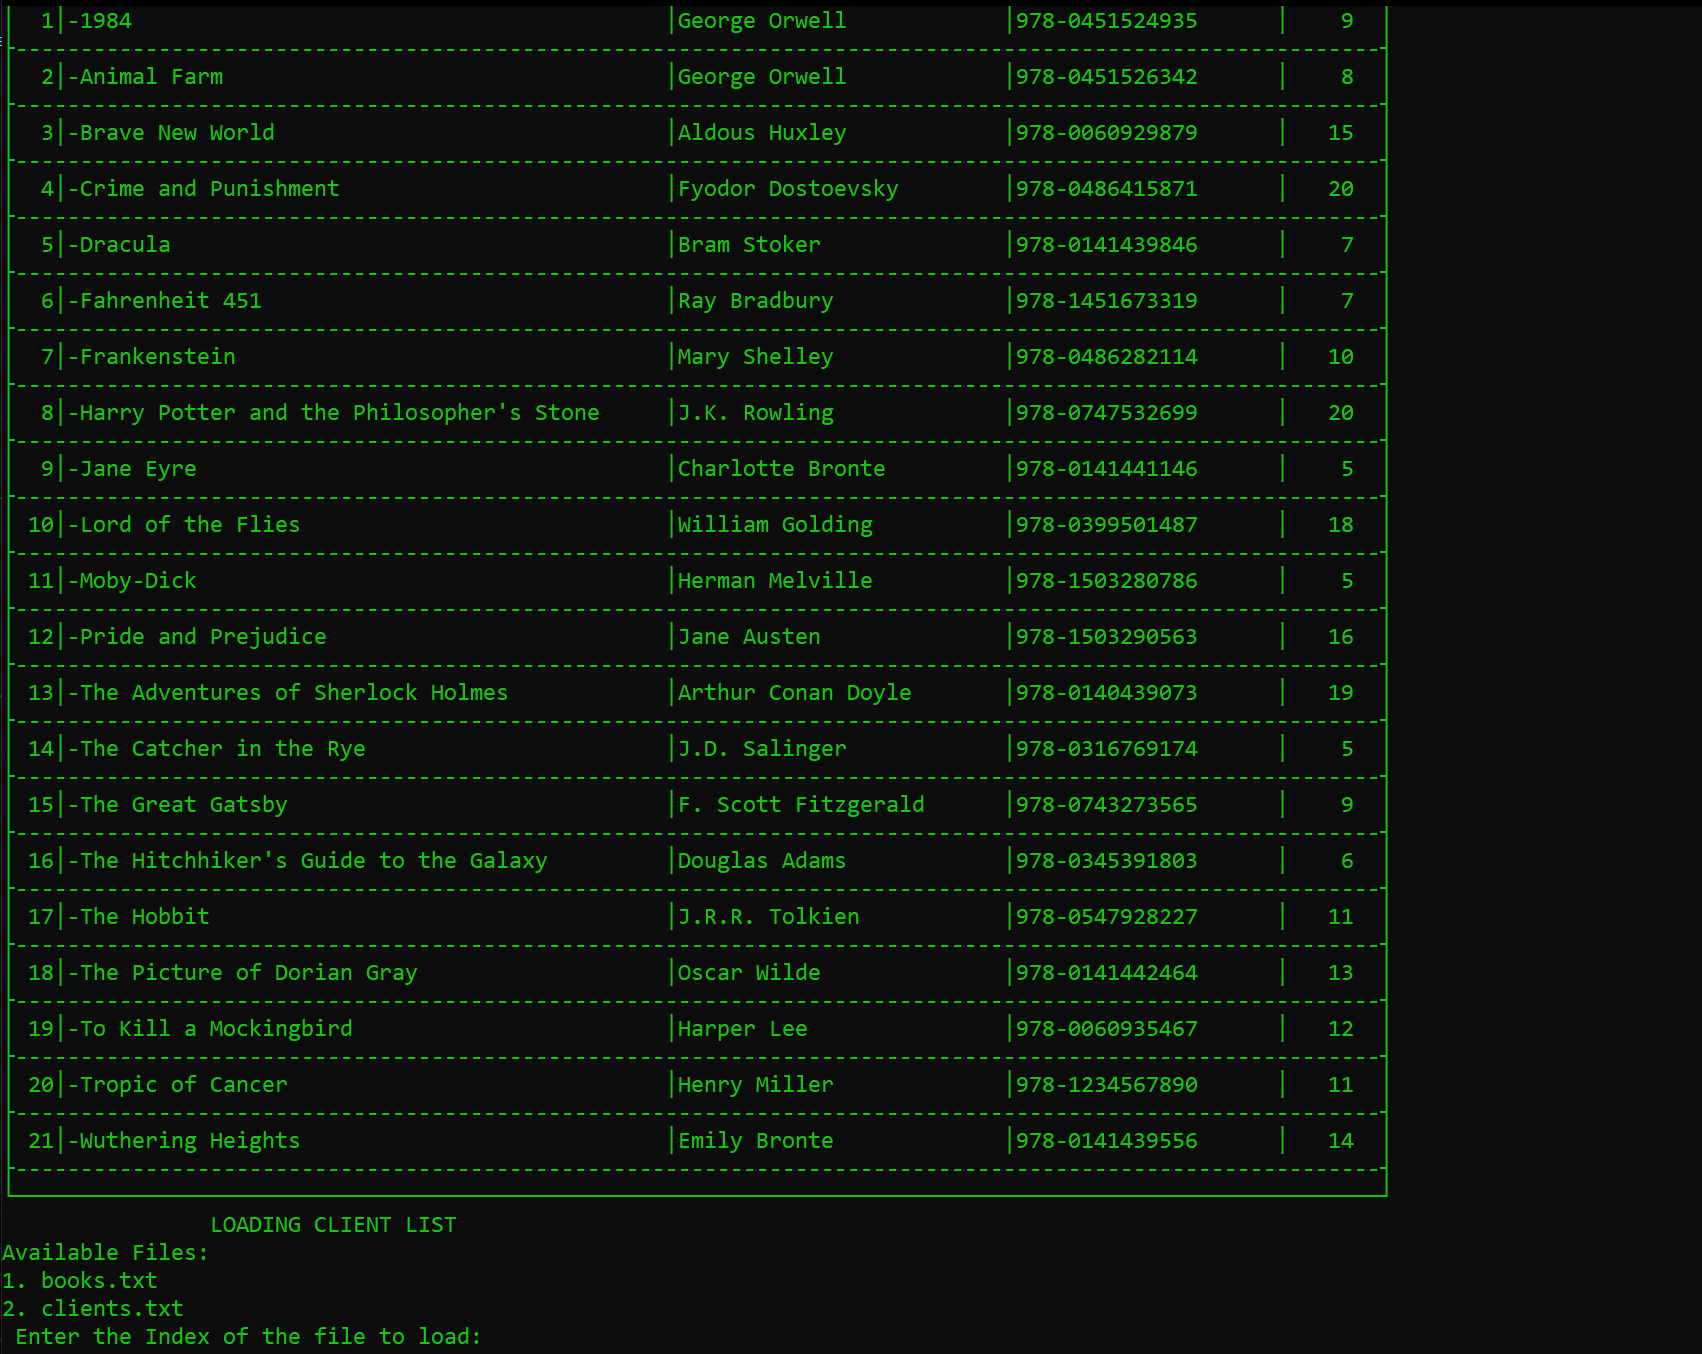 1|-1984 |George Orwell |978-0451524935 | 9
2|-Animal Farm |George Orwell |978-0451526342 | 8
3|-Brave New World |Aldous Huxley |978-0060929879 | 15
4|-Crime and Punishment |Fyodor Dostoevsky |978-0486415871 | 20
5|-Dracula |Bram Stoker |978-0141439846 | 7
6|-Fahrenheit 451 |Ray Bradbury |978-1451673319 | 7
7|-Frankenstein |Mary Shelley |978-0486282114 | 10
8|-Harry Potter and the Philosopher's Stone |J.K. Rowling |978-0747532699 | 20
9|-Jane Eyre |Charlotte Bronte |978-0141441146 | 5
10|-Lord of the Flies |William Golding |978-0399501487 | 18
11|-Moby-Dick |Herman Melville |978-1503280786 | 5
12|-Pride and Prejudice |Jane Austen |978-1503290563 | 16
13|-The Adventures of Sherlock Holmes |Arthur Conan Doyle |978-0140439073 | 19
14|-The Catcher in the Rye |J.D. Salinger |978-0316769174 | 5
15|-The Great Gatsby |F. Scott Fitzgerald |978-0743273565 | 9
16|-The Hitchhiker's Guide to the Galaxy |Douglas Adams |978-0345391803 | 6
17|-The Hobbit |J.R.R. Tolkien |978-0547928227 | 11
18|-The Picture of Dorian Gray |Oscar Wilde |978-0141442464 | 13
19|-To Kill a Mockingbird |Harper Lee |978-0060935467 | 12
20|-Tropic of Cancer |Henry Miller |978-1234567890 | 11
21|-Wuthering Heights |Emily Bronte |978-0141439556 | 14
LOADING CLIENT LIST
Available Files:
1. books.txt
2. clients.txt
Enter the Index of the file to load: